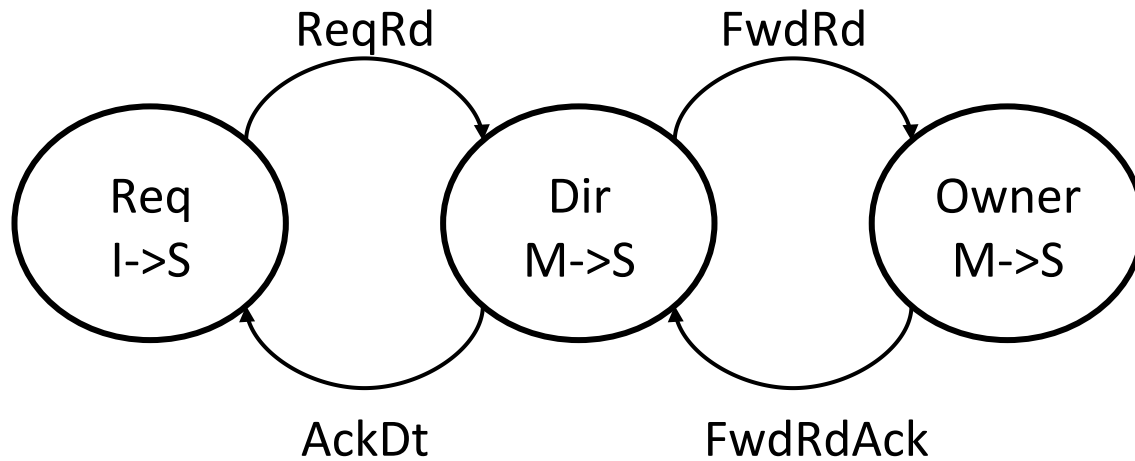 ReqRd
FwdRd
Req
I->S
Dir
M->S
Owner
M->S
AckDt
FwdRdAck